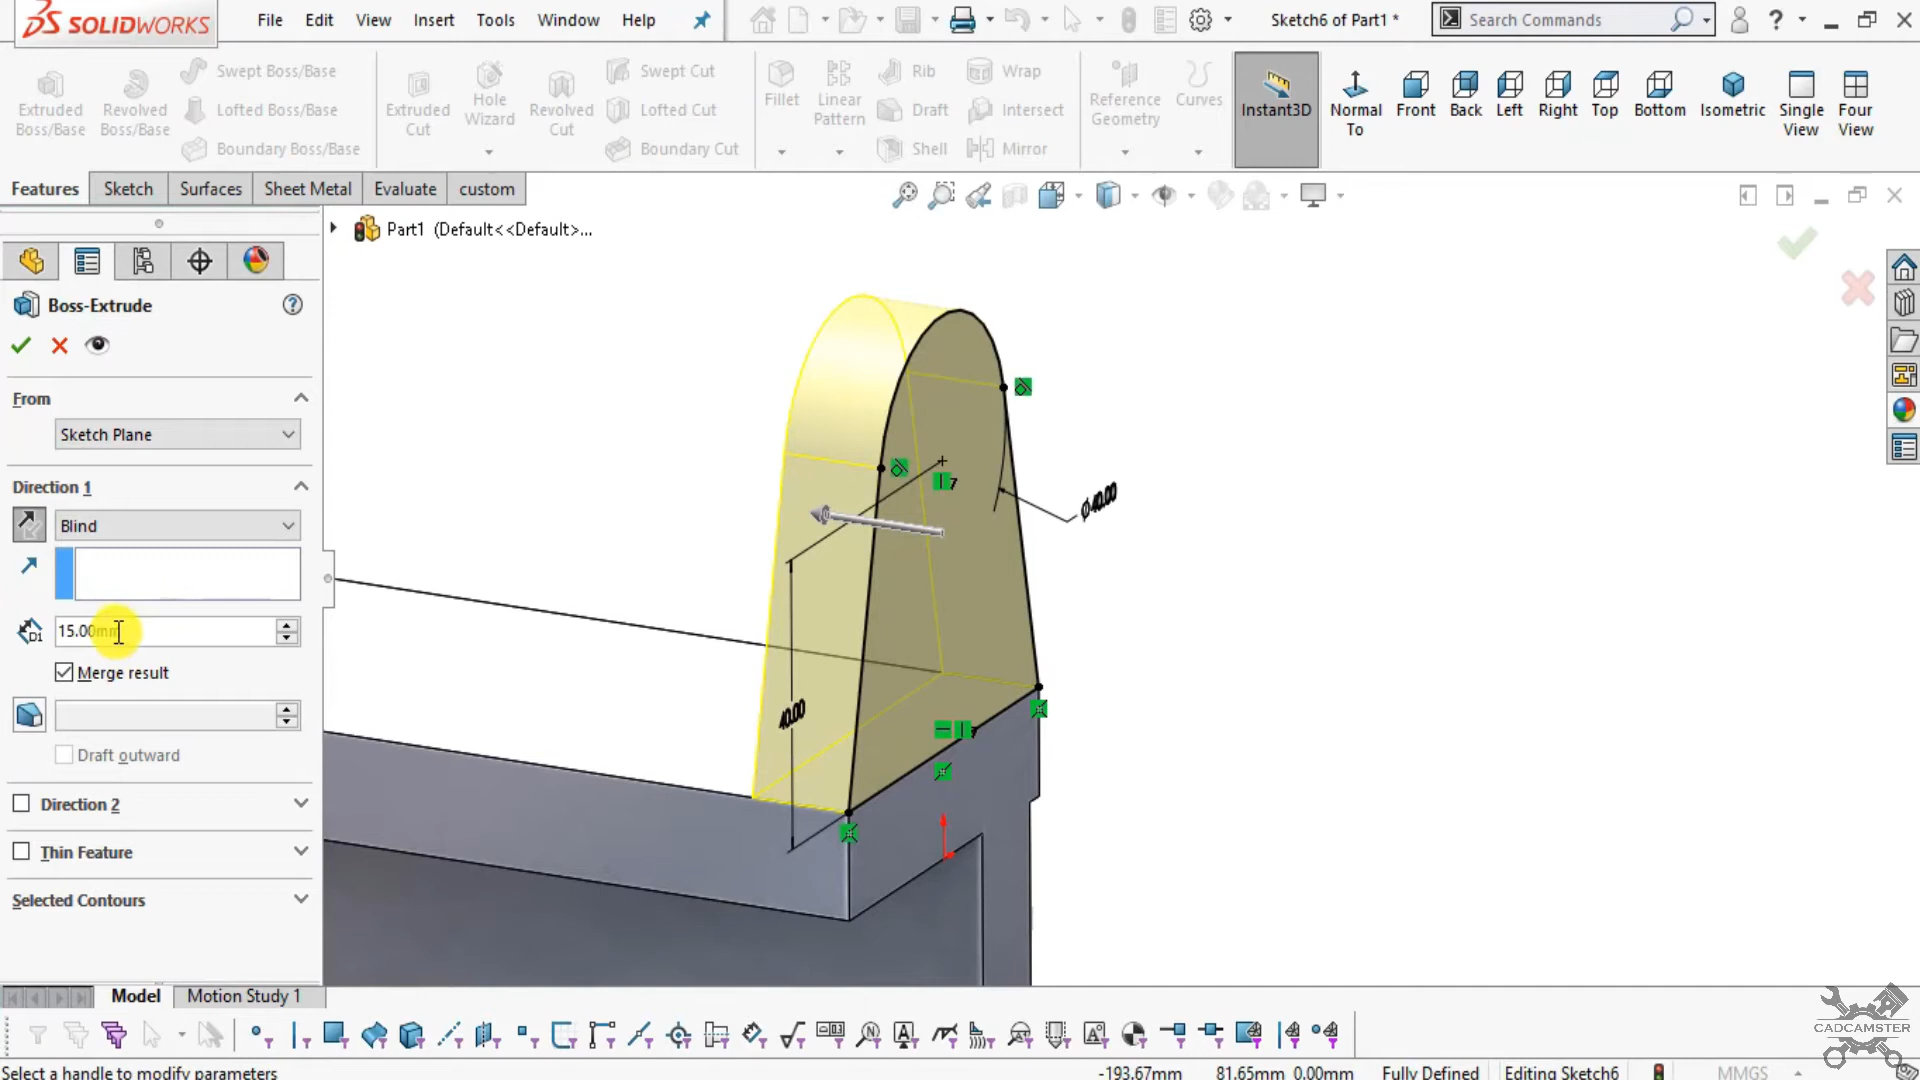 SOLIDWORKS
File Edit View Insert Tools Window Help
Sketch6 of Part1 *
Search Commands
?
Extruded Boss/Base
Revolved Boss/Base
Swept Boss/Base
Lofted Boss/Base
Boundary Boss/Base
Extruded Cut
Hole Wizard
Revolved Cut
Swept Cut
Lofted Cut
Boundary Cut
Fillet
Linear Pattern
Rib
Draft
Shell
Wrap
Intersect
Mirror
Reference Geometry
Curves
Instant3D
Normal To
Front
Back
Left
Right
Top
Bottom
Isometric
Single View
Four View
Features Sketch Surfaces Sheet Metal Evaluate custom
Part1 (Default<<Default>...
Boss-Extrude
?
From
Sketch Plane
Direction 1
Blind
D1
15.00mm
Merge result
Draft outward
Direction 2
Thin Feature
Selected Contours
Ø40.00
40.00
7
Model Motion Study 1
CADCAMSTER
Select a handle to modify parameters
-193.67mm 81.65mm 0.00mm Fully Defined Editing Sketch6 MMGS